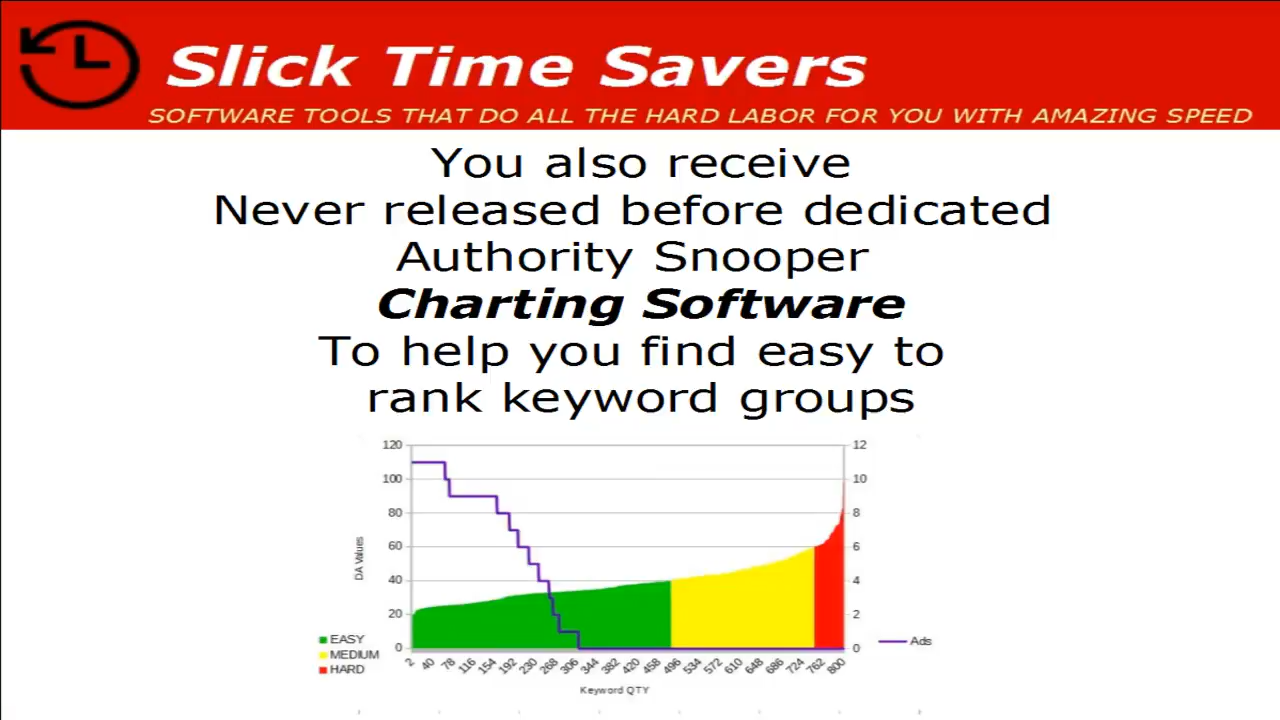 Slick Time Savers
SOFTWARE TOOLS THAT DO ALL THE HARD LABOR FOR YOU WITH AMAZING SPEED
You also receive
Never released before dedicated
Authority Snooper
Charting Software
To help you find easy to
rank keyword groups
120
100
80
60
40
20
0
DA Values
12
10
8
6
4
2
0
EASY
MEDIUM
HARD
Ads
2 40 78 116 154 192 230 268 306 344 382 420 458 496 534 572 610 648 686 724 762 800
Keyword QTY